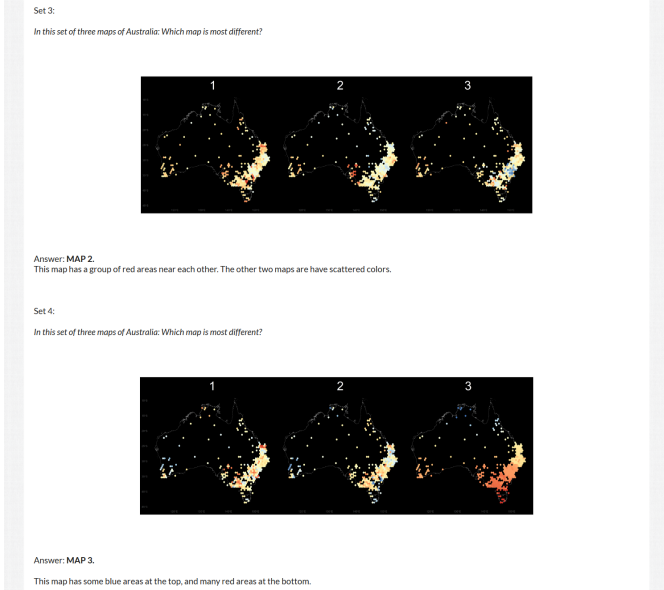 Set 3:
In this set of three maps of Australia: Which map is most different?
1 2 3
Answer: MAP 2.
This map has a group of red areas near each other. The other two maps are have scattered colors.
Set 4:
In this set of three maps of Australia: Which map is most different?
1 2 3
Answer: MAP 3.
This map has some blue areas at the top, and many red areas at the bottom.